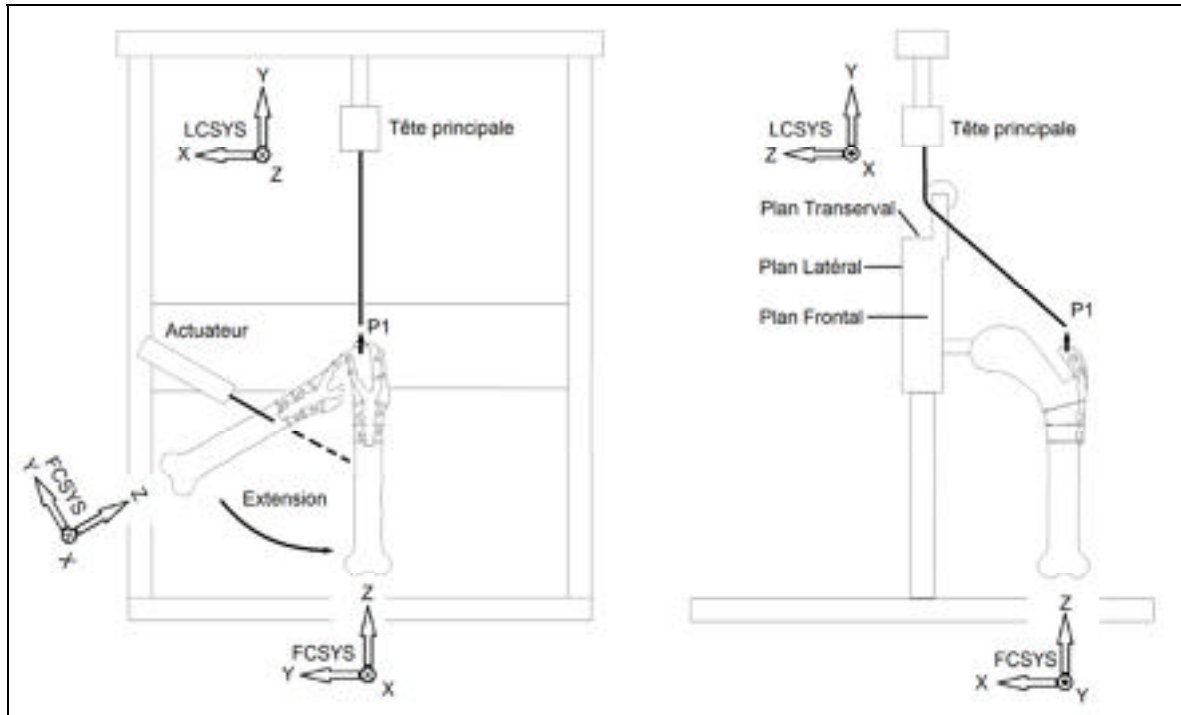 Y
LCSYS
X
Z
Tête principale
Actuateur
P1
Extension
Y
FCSYS
Z
X
Z
FCSYS
Y
X
Y
LCSYS
Z
X
Tête principale
Plan Transerval
Plan Latéral
Plan Frontal
P1
Z
FCSYS
X
Y